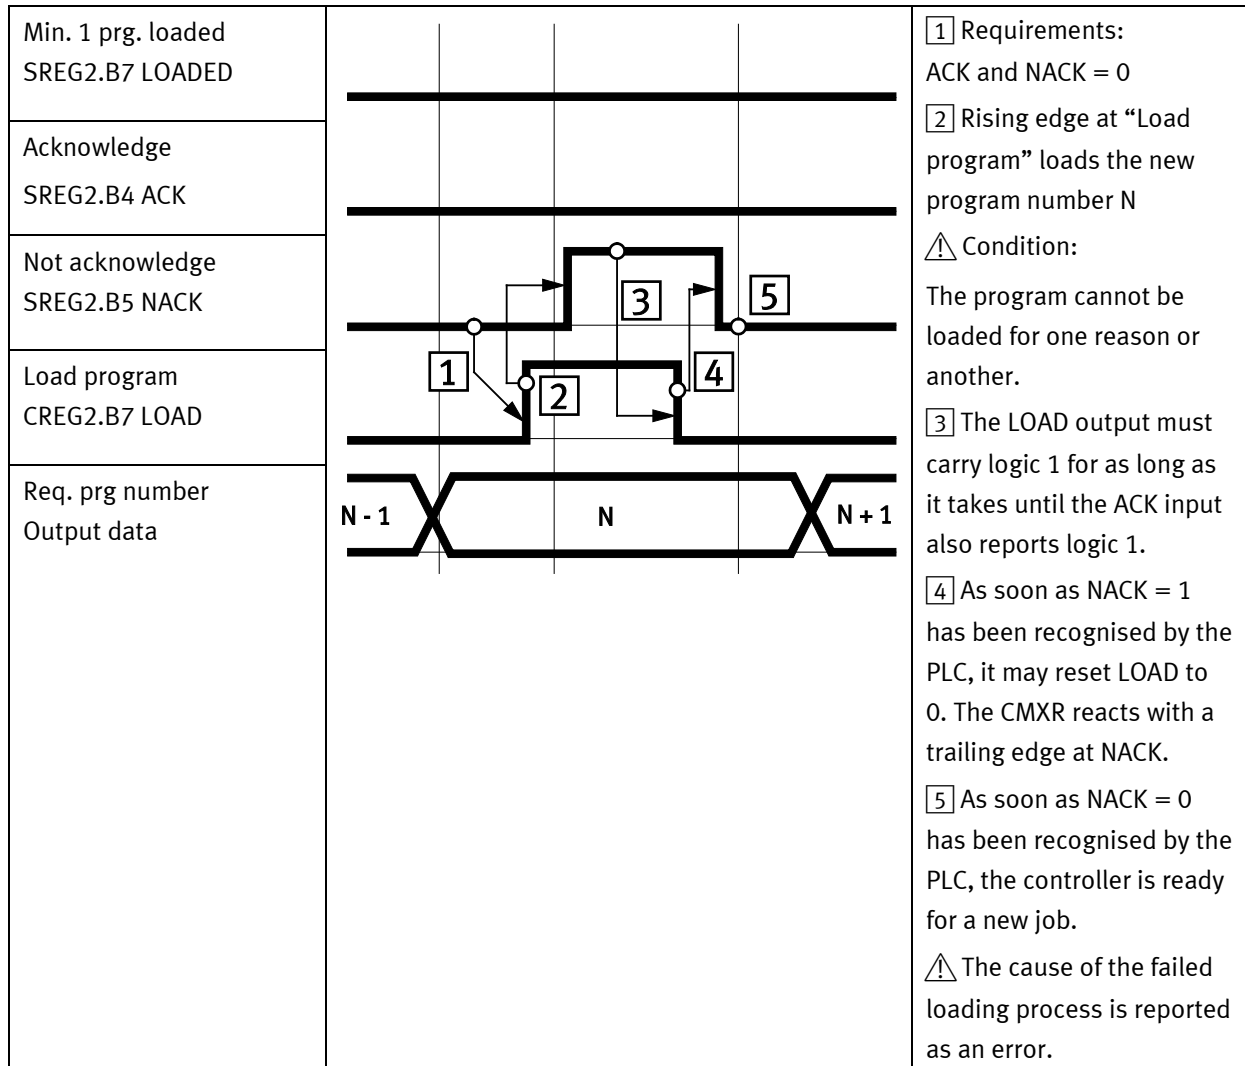 Min. 1 prg. loaded
SREG2.B7 LOADED
Acknowledge
SREG2.B4 ACK
Not acknowledge
SREG2.B5 NACK
Load program
CREG2.B7 LOAD
Req. prg number
Output data
1
2
3
4
5
N - 1
N
N + 1
1 Requirements:
ACK and NACK = 0
2 Rising edge at “Load
program” loads the new
program number N
⚠ Condition:
The program cannot be
loaded for one reason or
another.
3 The LOAD output must
carry logic 1 for as long as
it takes until the ACK input
also reports logic 1.
4 As soon as NACK = 1
has been recognised by the
PLC, it may reset LOAD to
0. The CMXR reacts with a
trailing edge at NACK.
5 As soon as NACK = 0
has been recognised by the
PLC, the controller is ready
for a new job.
⚠ The cause of the failed
loading process is reported
as an error.